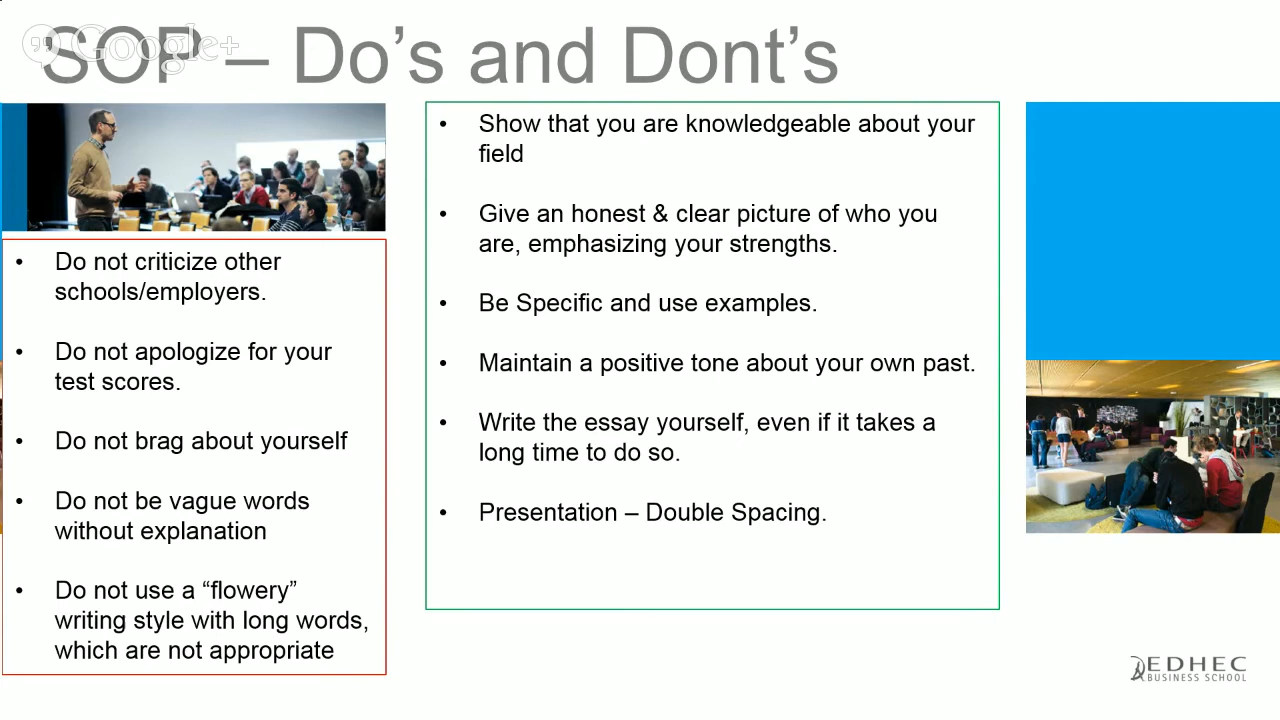 SOP – Do's and Dont's
Google+
Do not criticize other
schools/employers.
Do not apologize for your
test scores.
Do not brag about yourself
Do not be vague words
without explanation
Do not use a “flowery”
writing style with long words,
which are not appropriate
Show that you are knowledgeable about your
field
Give an honest & clear picture of who you
are, emphasizing your strengths.
Be Specific and use examples.
Maintain a positive tone about your own past.
Write the essay yourself, even if it takes a
long time to do so.
Presentation – Double Spacing.
EDHEC
BUSINESS SCHOOL